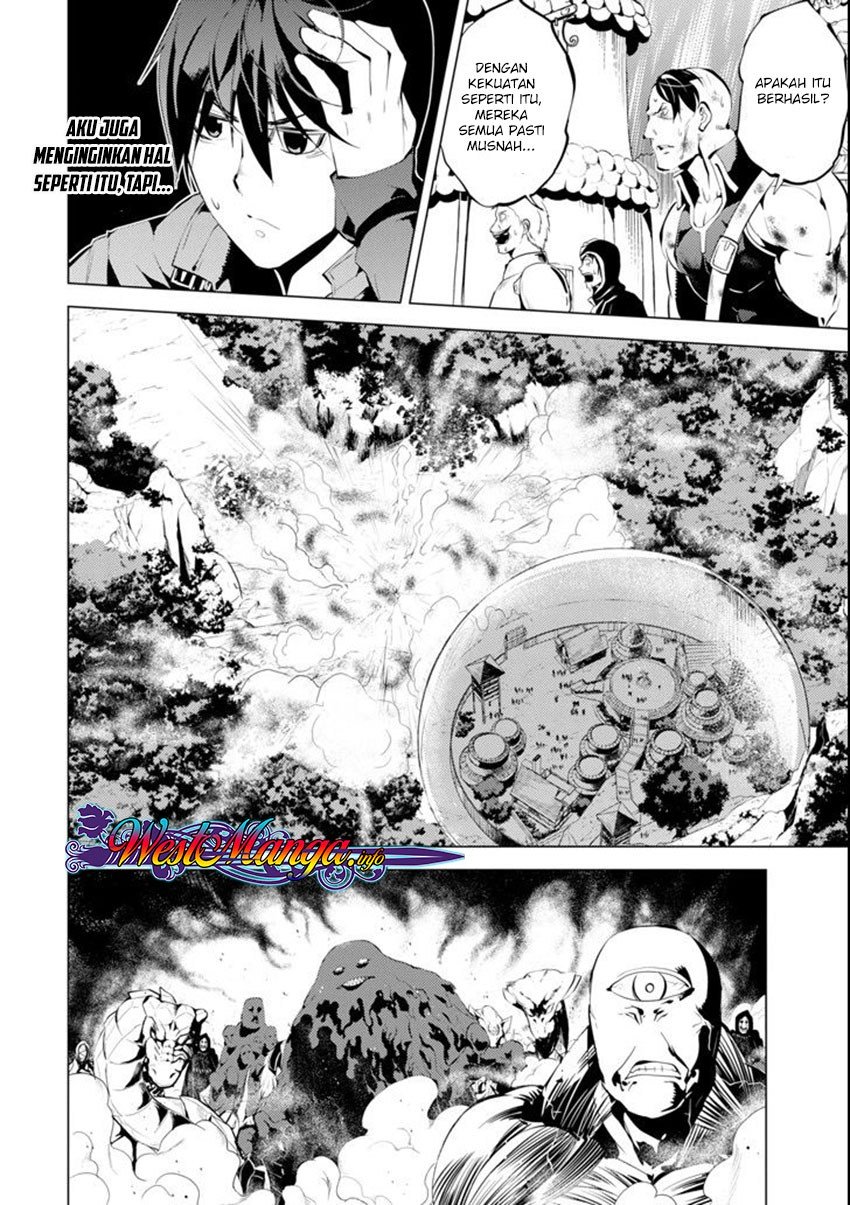 APAKAH ITU
BERHASIL?
DENGAN
KEKUATAN
SEPERTI ITU,
MEREKA
SEMUA PASTI
MUSNAH...
AKU JUGA
MENGINGINKAN HAL
SEPERTI ITU, TAPI...
WestManga.info